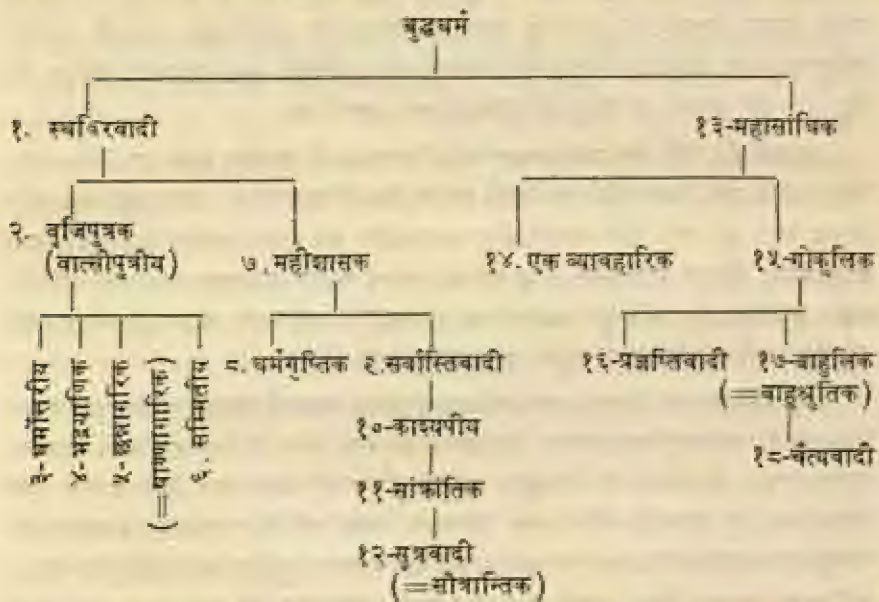 बुद्धधर्म
१. स्थविरवादी
१३-महासांघिक
२. वृजिपुत्रक
(वात्सीपुत्रीय)
७. महीशासक
१४. एक व्यावहारिक
१५-गोकुलिक
३-धर्मोत्तरीय
४-भद्रयाणिक
५-छन्नागरिक
(=षाण्णागारिक)
६. सम्मितीय
८. धर्मगुप्तिक
९. सर्वास्तिवादी
१६-प्रज्ञप्तिवादी
१७-बाहुलिक
(=बाहुश्रुतिक)
१०-काश्यपीय
१८-चैत्यवादी
११-सांक्रांतिक
१२-सुत्रवादी
(=सौत्रान्तिक)